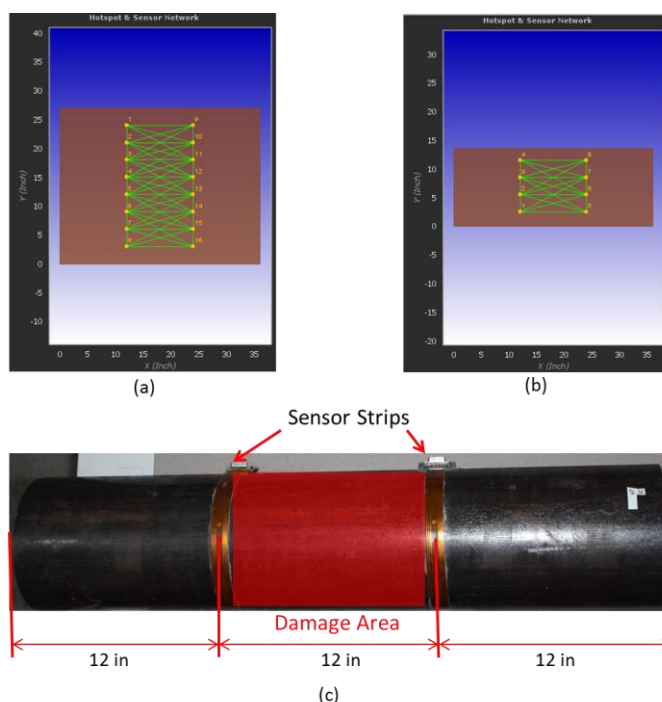 Hotspot & Sensor Network
40
35
30
25
20
15
10
5
0
-5
-10
Y (Inch)
0 5 10 15 20 25 30 35
X (Inch)
1 9
2 10
3 11
4 12
5 13
6 14
7 15
8 16
(a)
Hotspot & Sensor Network
30
25
20
15
10
5
0
-5
-10
-15
-20
Y (Inch)
0 5 10 15 20 25 30 35
X (Inch)
4 8
3 7
2 6
1 5
(b)
Sensor Strips
Damage Area
12 in 12 in 12 in
(c)